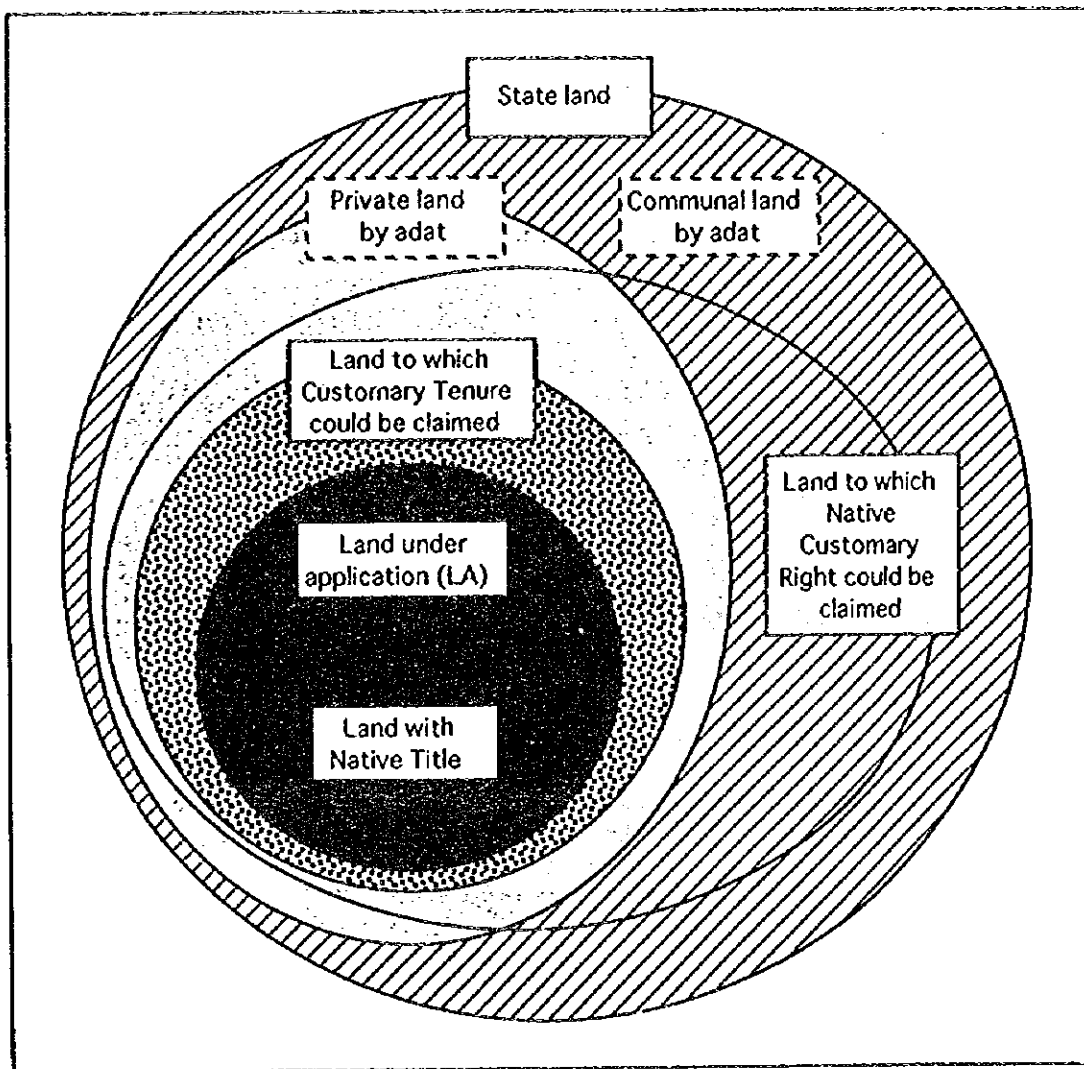 State land
Private land
by adat
Communal land
by adat
Land to which
Customary Tenure
could be claimed
Land to which
Native
Customary
Right could be
claimed
Land under
application (LA)
Land with
Native Title